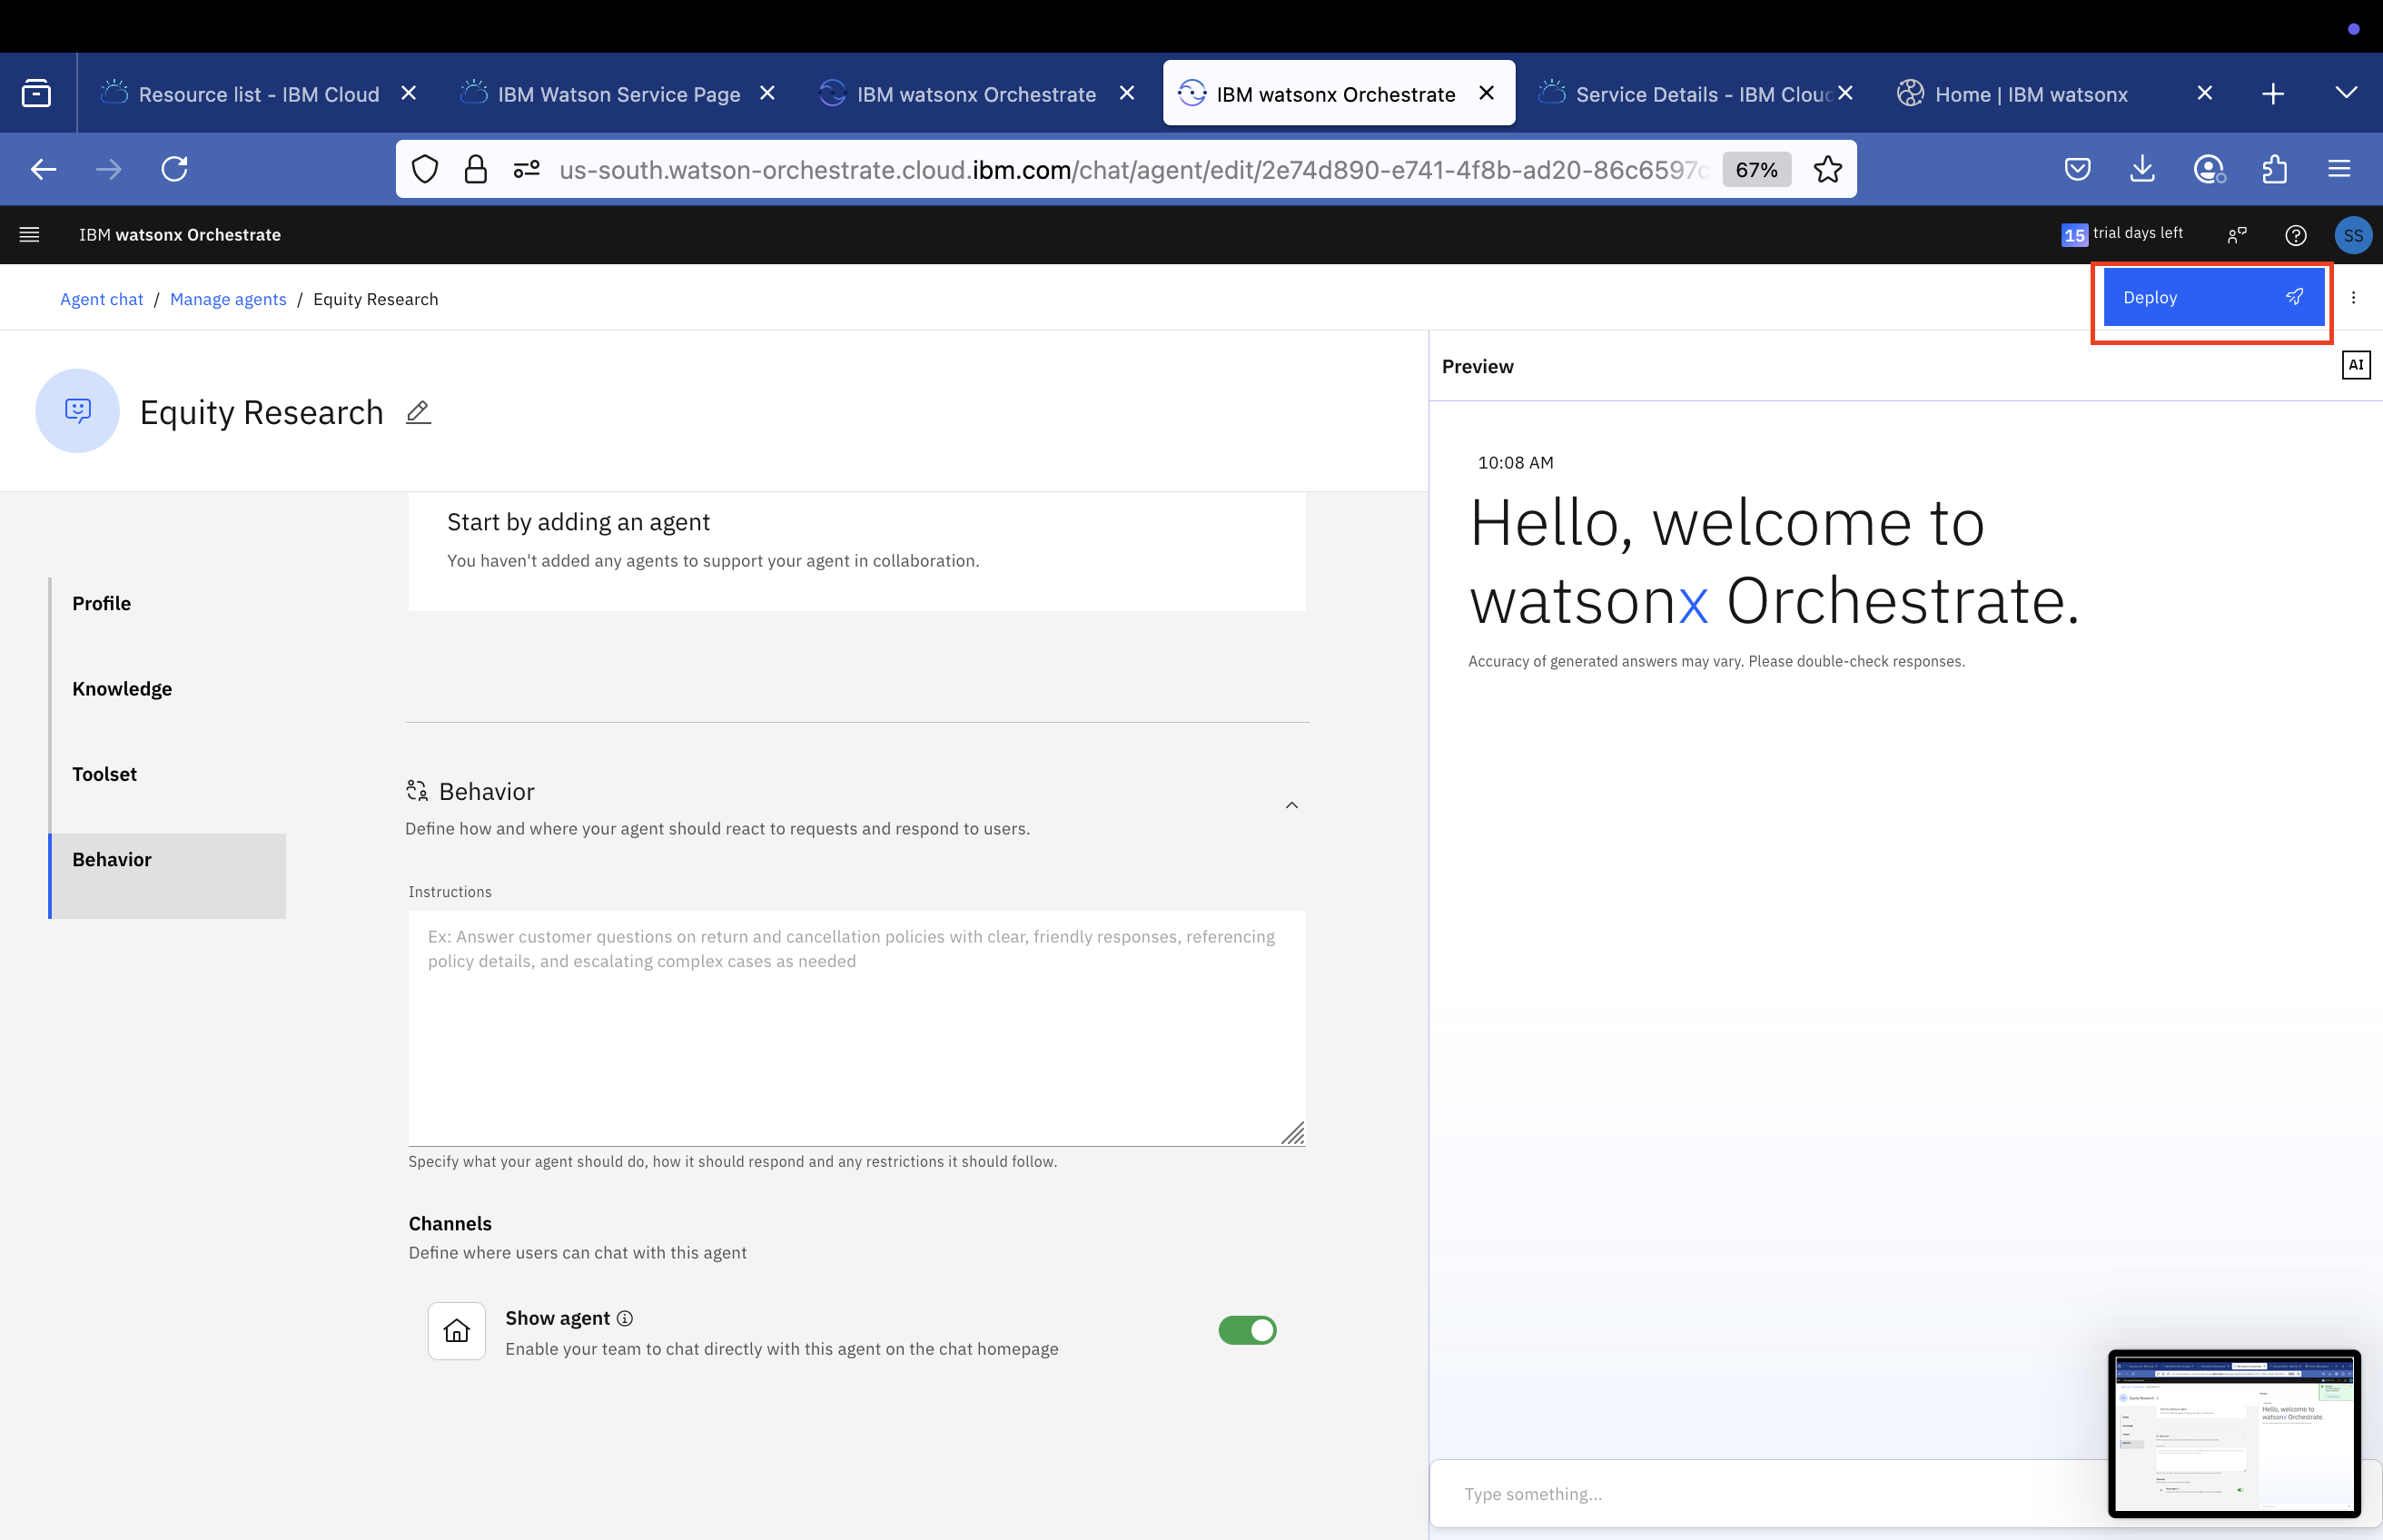 Resource list - IBM Cloud
IBM Watson Service Page
IBM watsonx Orchestrate
IBM watsonx Orchestrate
Service Details - IBM Cloud
Home | IBM watsonx
us-south.watson-orchestrate.cloud.ibm.com/chat/agent/edit/2e74d890-e741-4f8b-ad20-86c6597c
67%
IBM watsonx Orchestrate
15 trial days left
SS
Agent chat / Manage agents / Equity Research
Deploy
Equity Research
Preview
AI
10:08 AM
Hello, welcome to
watsonx Orchestrate.
Accuracy of generated answers may vary. Please double-check responses.
Start by adding an agent
You haven't added any agents to support your agent in collaboration.
Profile
Knowledge
Toolset
Behavior
Behavior
Define how and where your agent should react to requests and respond to users.
Instructions
Ex: Answer customer questions on return and cancellation policies with clear, friendly responses, referencing
policy details, and escalating complex cases as needed
Specify what your agent should do, how it should respond and any restrictions it should follow.
Channels
Define where users can chat with this agent
Show agent
Enable your team to chat directly with this agent on the chat homepage
Type something...
Equity Research
Hello, welcome to
watsonx Orchestrate.